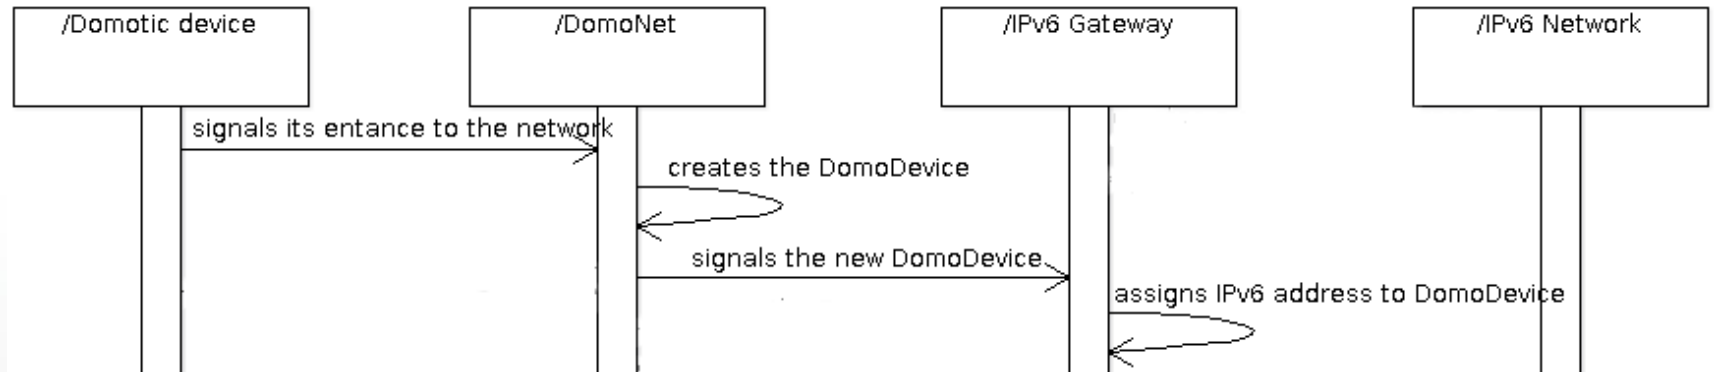 /Domotic device
/DomoNet
/IPv6 Gateway
/IPv6 Network
signals its entance to the network
creates the DomoDevice
signals the new DomoDevice
assigns IPv6 address to DomoDevice